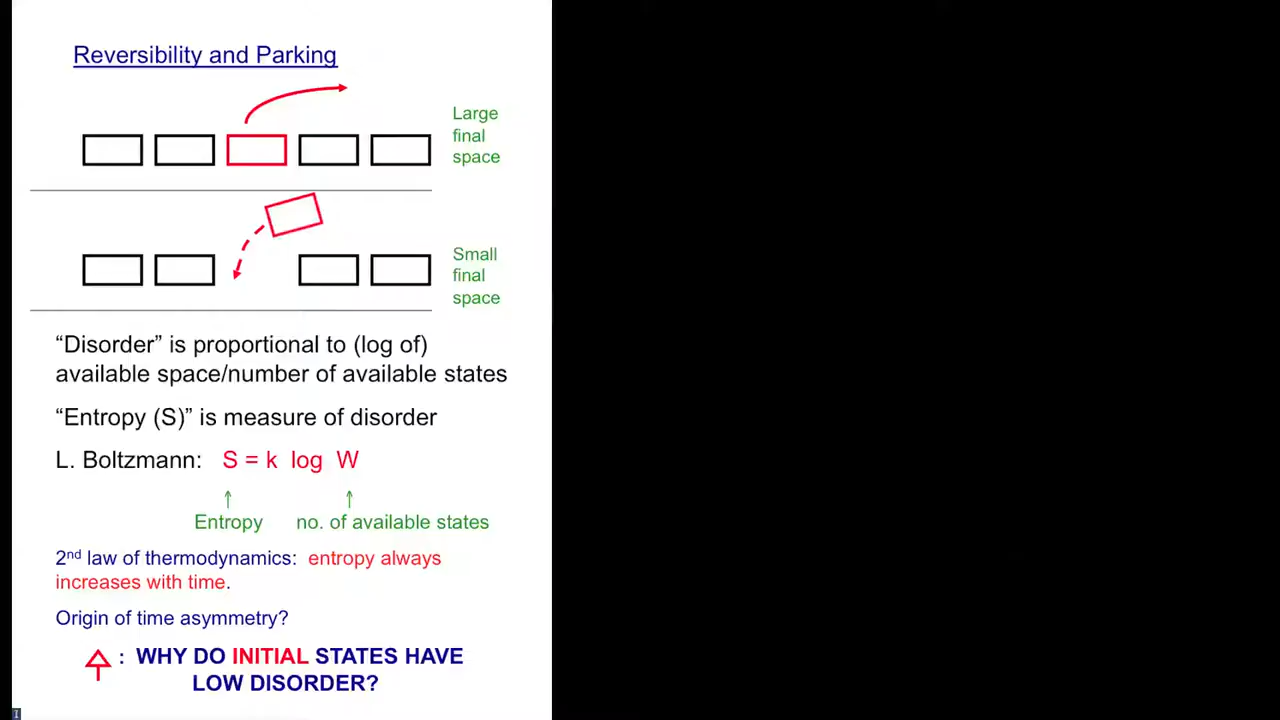 Reversibility and Parking
Large
final
space
Small
final
space
“Disorder” is proportional to (log of)
available space/number of available states
“Entropy (S)” is measure of disorder
L. Boltzmann: S = k log W
↑ ↑
Entropy no. of available states
2nd law of thermodynamics: entropy always
increases with time.
Origin of time asymmetry?
: WHY DO INITIAL STATES HAVE
LOW DISORDER?